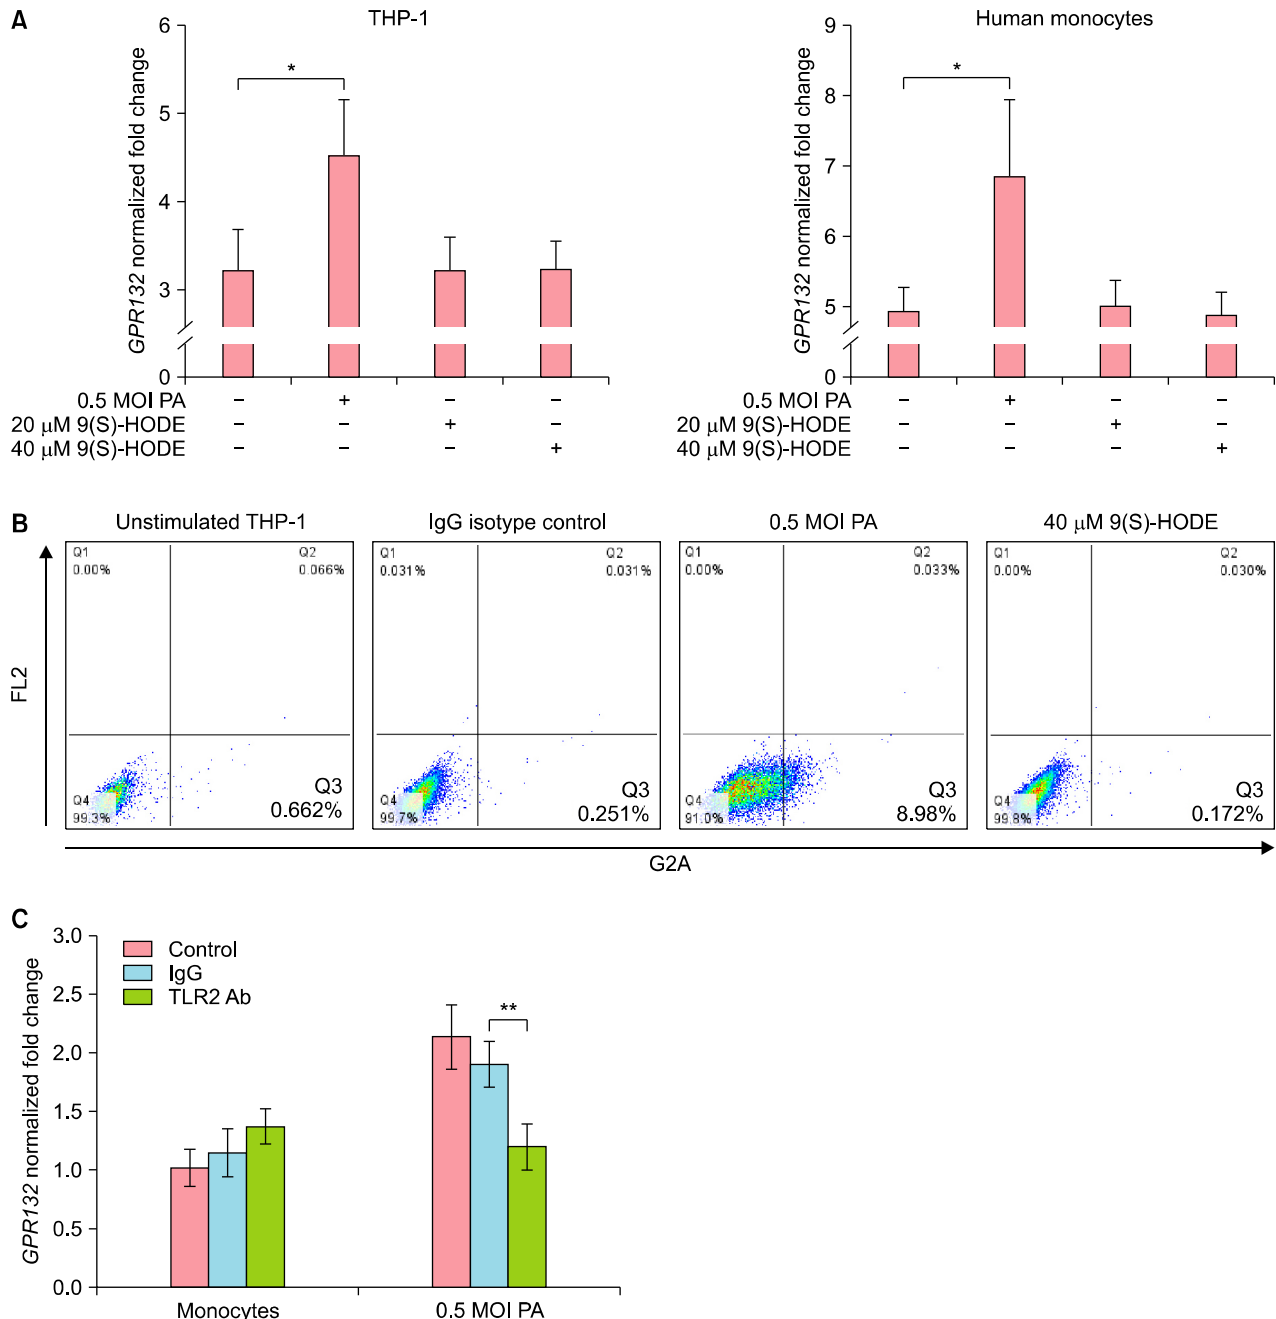 A
THP-1
Human monocytes
GPR132 normalized fold change
6
5
4
3
0
*
GPR132 normalized fold change
9
8
7
6
5
0
*
0.5 MOI PA – + – –
20 μM 9(S)-HODE – – + –
40 μM 9(S)-HODE – – – +
0.5 MOI PA – + – –
20 μM 9(S)-HODE – – + –
40 μM 9(S)-HODE – – – +
B
Unstimulated THP-1
IgG isotype control
0.5 MOI PA
40 μM 9(S)-HODE
FL2
Q1
0.00%
Q2
0.066%
Q4
99.3%
Q3
0.662%
Q1
0.031%
Q2
0.031%
Q4
99.7%
Q3
0.251%
Q1
0.00%
Q2
0.033%
Q4
91.0%
Q3
8.98%
Q1
0.00%
Q2
0.030%
Q4
99.8%
Q3
0.172%
G2A
C
GPR132 normalized fold change
3.0
2.5
2.0
1.5
1.0
0.5
0.0
Control
IgG
TLR2 Ab
**
Monocytes
0.5 MOI PA